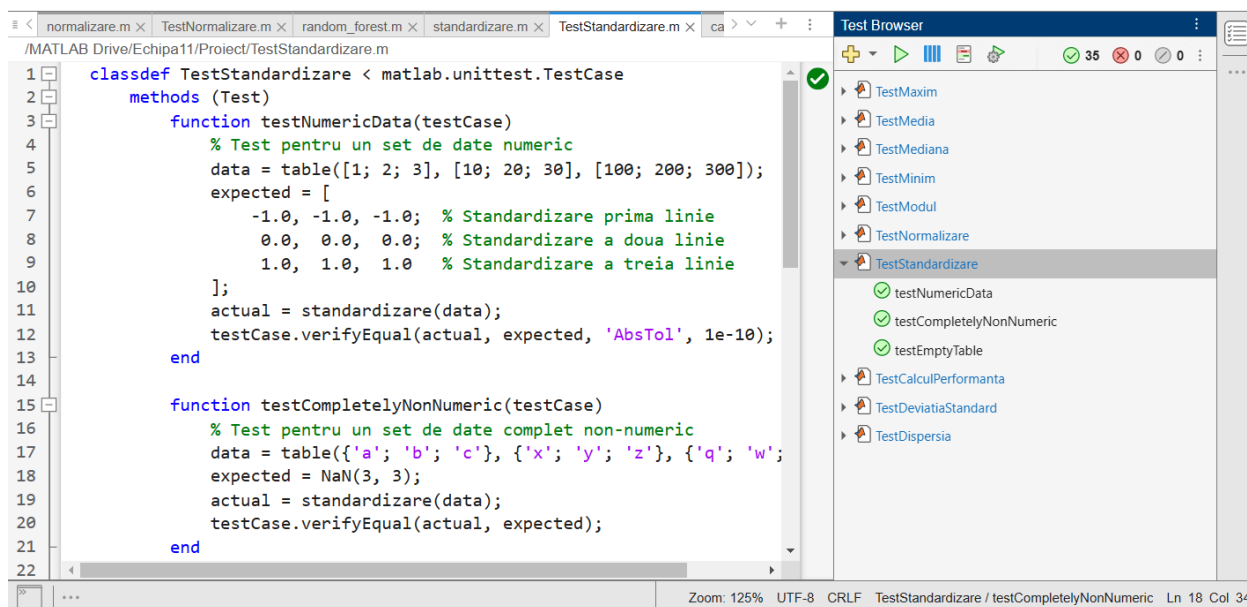 normalizare.m × TestNormalizare.m × random_forest.m × standardizare.m × TestStandardizare.m × ca
/MATLAB Drive/Echipa11/Proiect/TestStandardizare.m
1 classdef TestStandardizare < matlab.unittest.TestCase
2 methods (Test)
3 function testNumericData(testCase)
4 % Test pentru un set de date numeric
5 data = table([1; 2; 3], [10; 20; 30], [100; 200; 300]);
6 expected = [
7 -1.0, -1.0, -1.0; % Standardizare prima linie
8 0.0, 0.0, 0.0; % Standardizare a doua linie
9 1.0, 1.0, 1.0 % Standardizare a treia linie
10 ];
11 actual = standardizare(data);
12 testCase.verifyEqual(actual, expected, 'AbsTol', 1e-10);
13 end
14
15 function testCompletelyNonNumeric(testCase)
16 % Test pentru un set de date complet non-numeric
17 data = table({'a'; 'b'; 'c'}, {'x'; 'y'; 'z'}, {'q'; 'w';
18 expected = NaN(3, 3);
19 actual = standardizare(data);
20 testCase.verifyEqual(actual, expected);
21 end
22
Test Browser
35 0 0
TestMaxim
TestMedia
TestMediana
TestMinim
TestModul
TestNormalizare
TestStandardizare
testNumericData
testCompletelyNonNumeric
testEmptyTable
TestCalculPerformanta
TestDeviatiaStandard
TestDispersia
Zoom: 125% UTF-8 CRLF TestStandardizare / testCompletelyNonNumeric Ln 18 Col 34